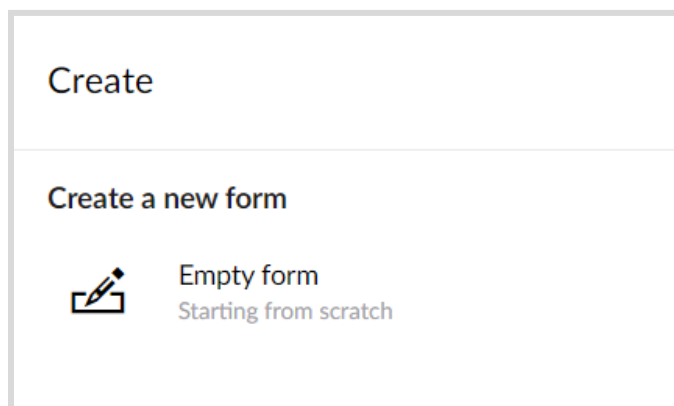 Create
Create a new form
Empty form
Starting from scratch